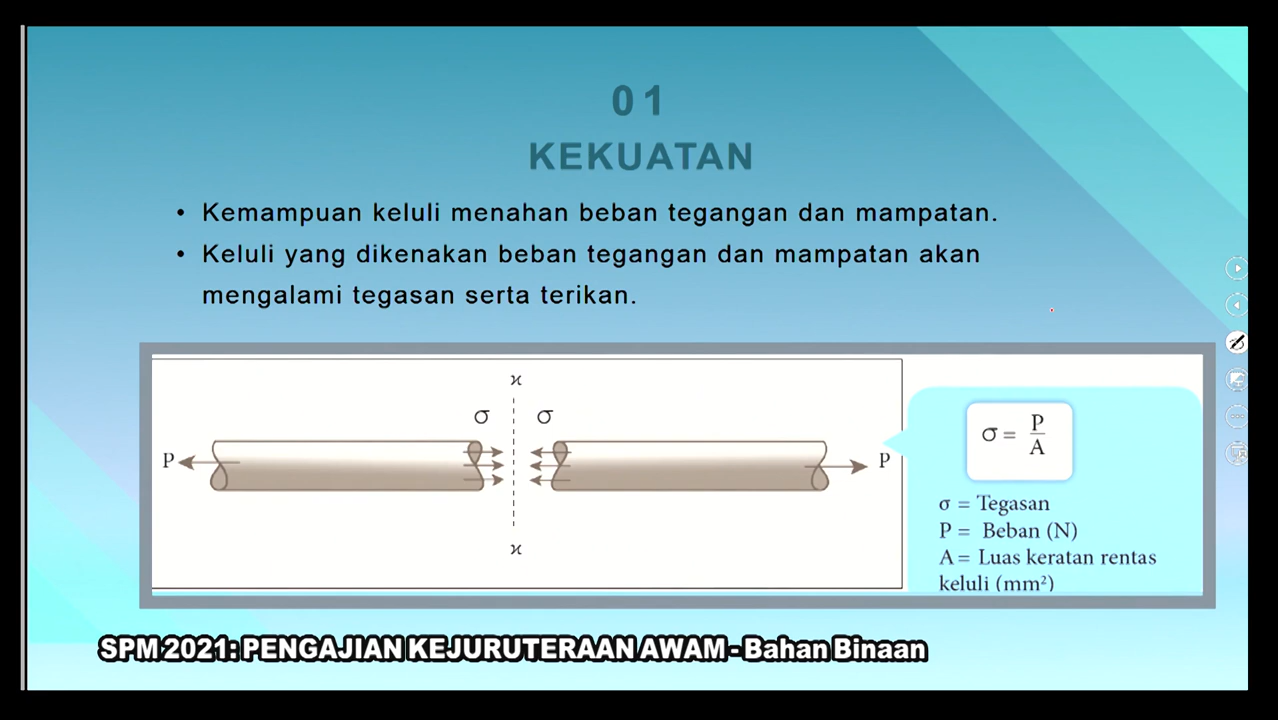 01
KEKUATAN
• Kemampuan keluli menahan beban tegangan dan mampatan.
• Keluli yang dikenakan beban tegangan dan mampatan akan
mengalami tegasan serta terikan.
ϰ
σ σ
P P
ϰ
σ = P/A
σ = Tegasan
P = Beban (N)
A = Luas keratan rentas
keluli (mm²)
SPM 2021: PENGAJIAN KEJURUTERAAN AWAM - Bahan Binaan